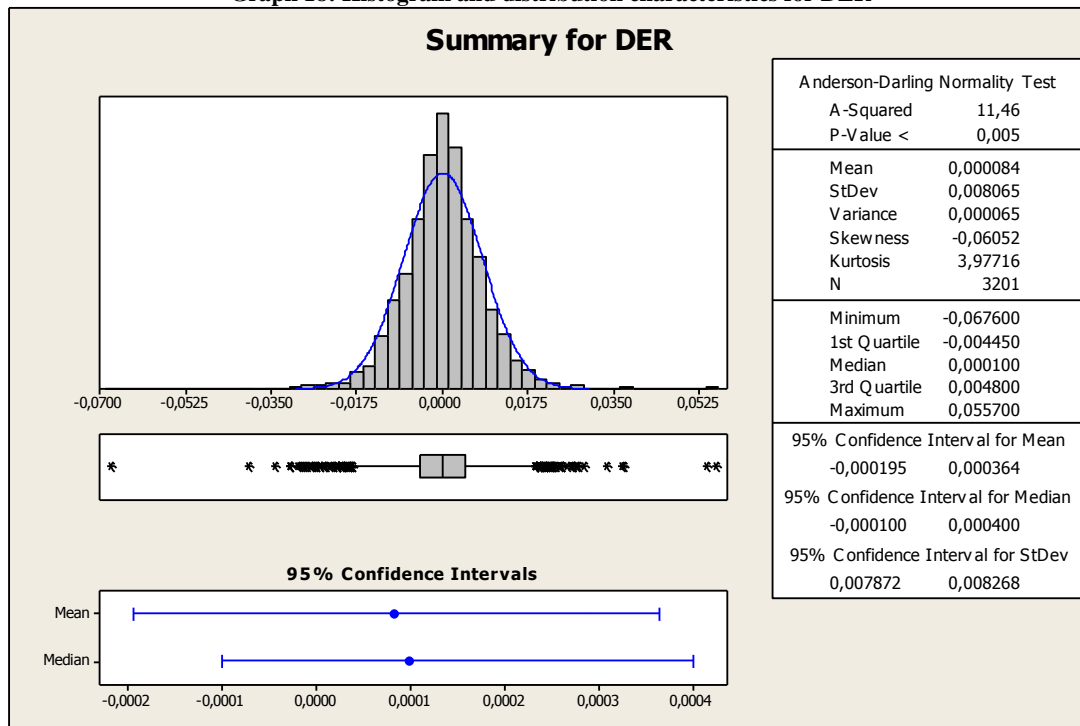 Summary for DER
-0,0700 -0,0525 -0,0350 -0,0175 0,0000 0,0175 0,0350 0,0525
95% Confidence Intervals
Mean
Median
-0,0002 -0,0001 0,0000 0,0001 0,0002 0,0003 0,0004
Anderson-Darling Normality Test
A-Squared 11,46
P-Value < 0,005
Mean 0,000084
StDev 0,008065
Variance 0,000065
Skewness -0,06052
Kurtosis 3,97716
N 3201
Minimum -0,067600
1st Quartile -0,004450
Median 0,000100
3rd Quartile 0,004800
Maximum 0,055700
95% Confidence Interval for Mean
-0,000195 0,000364
95% Confidence Interval for Median
-0,000100 0,000400
95% Confidence Interval for StDev
0,007872 0,008268